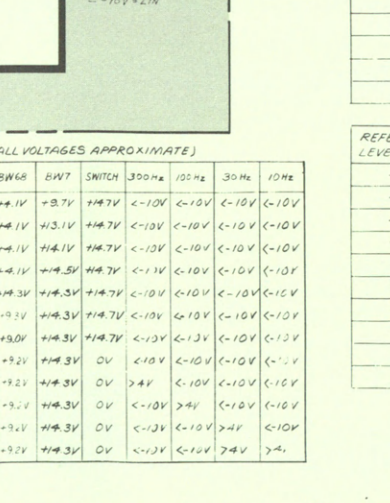 <-10V
ALL VOLTAGES APPROXIMATE)
REFE
LEVE
BW68 BW7 SWITCH 300Hz 100Hz 30Hz 10Hz
+4.1V +9.7V +14.7V <-10V <-10V <-10V <-10V
+4.1V +13.1V +14.7V <-10V <-10V <-10V <-10V
+4.1V +14.1V +14.7V <-10V <-10V <-10V <-10V
+4.1V +14.5V +14.7V <-10V <-10V <-10V
+14.3V +14.3V +14.7V <-10V <-10V <-10V <-10V
+9.3V +14.3V +14.7V <-10V <-10V <-10V <-10V
+9.0V +14.3V +14.7V <-10V <-10V <-10V
+9.2V +14.3V 0V <-10V <-10V <-10V
+9.2V +14.3V 0V >4V <-10V <-10V <-10V
+14.3V 0V <-10V >4V <-10V <-10V
+9.2V +14.3V 0V <-10V <-10V >4V <-10V
+9.2V +14.3V 0V <-10V <-10V >4V